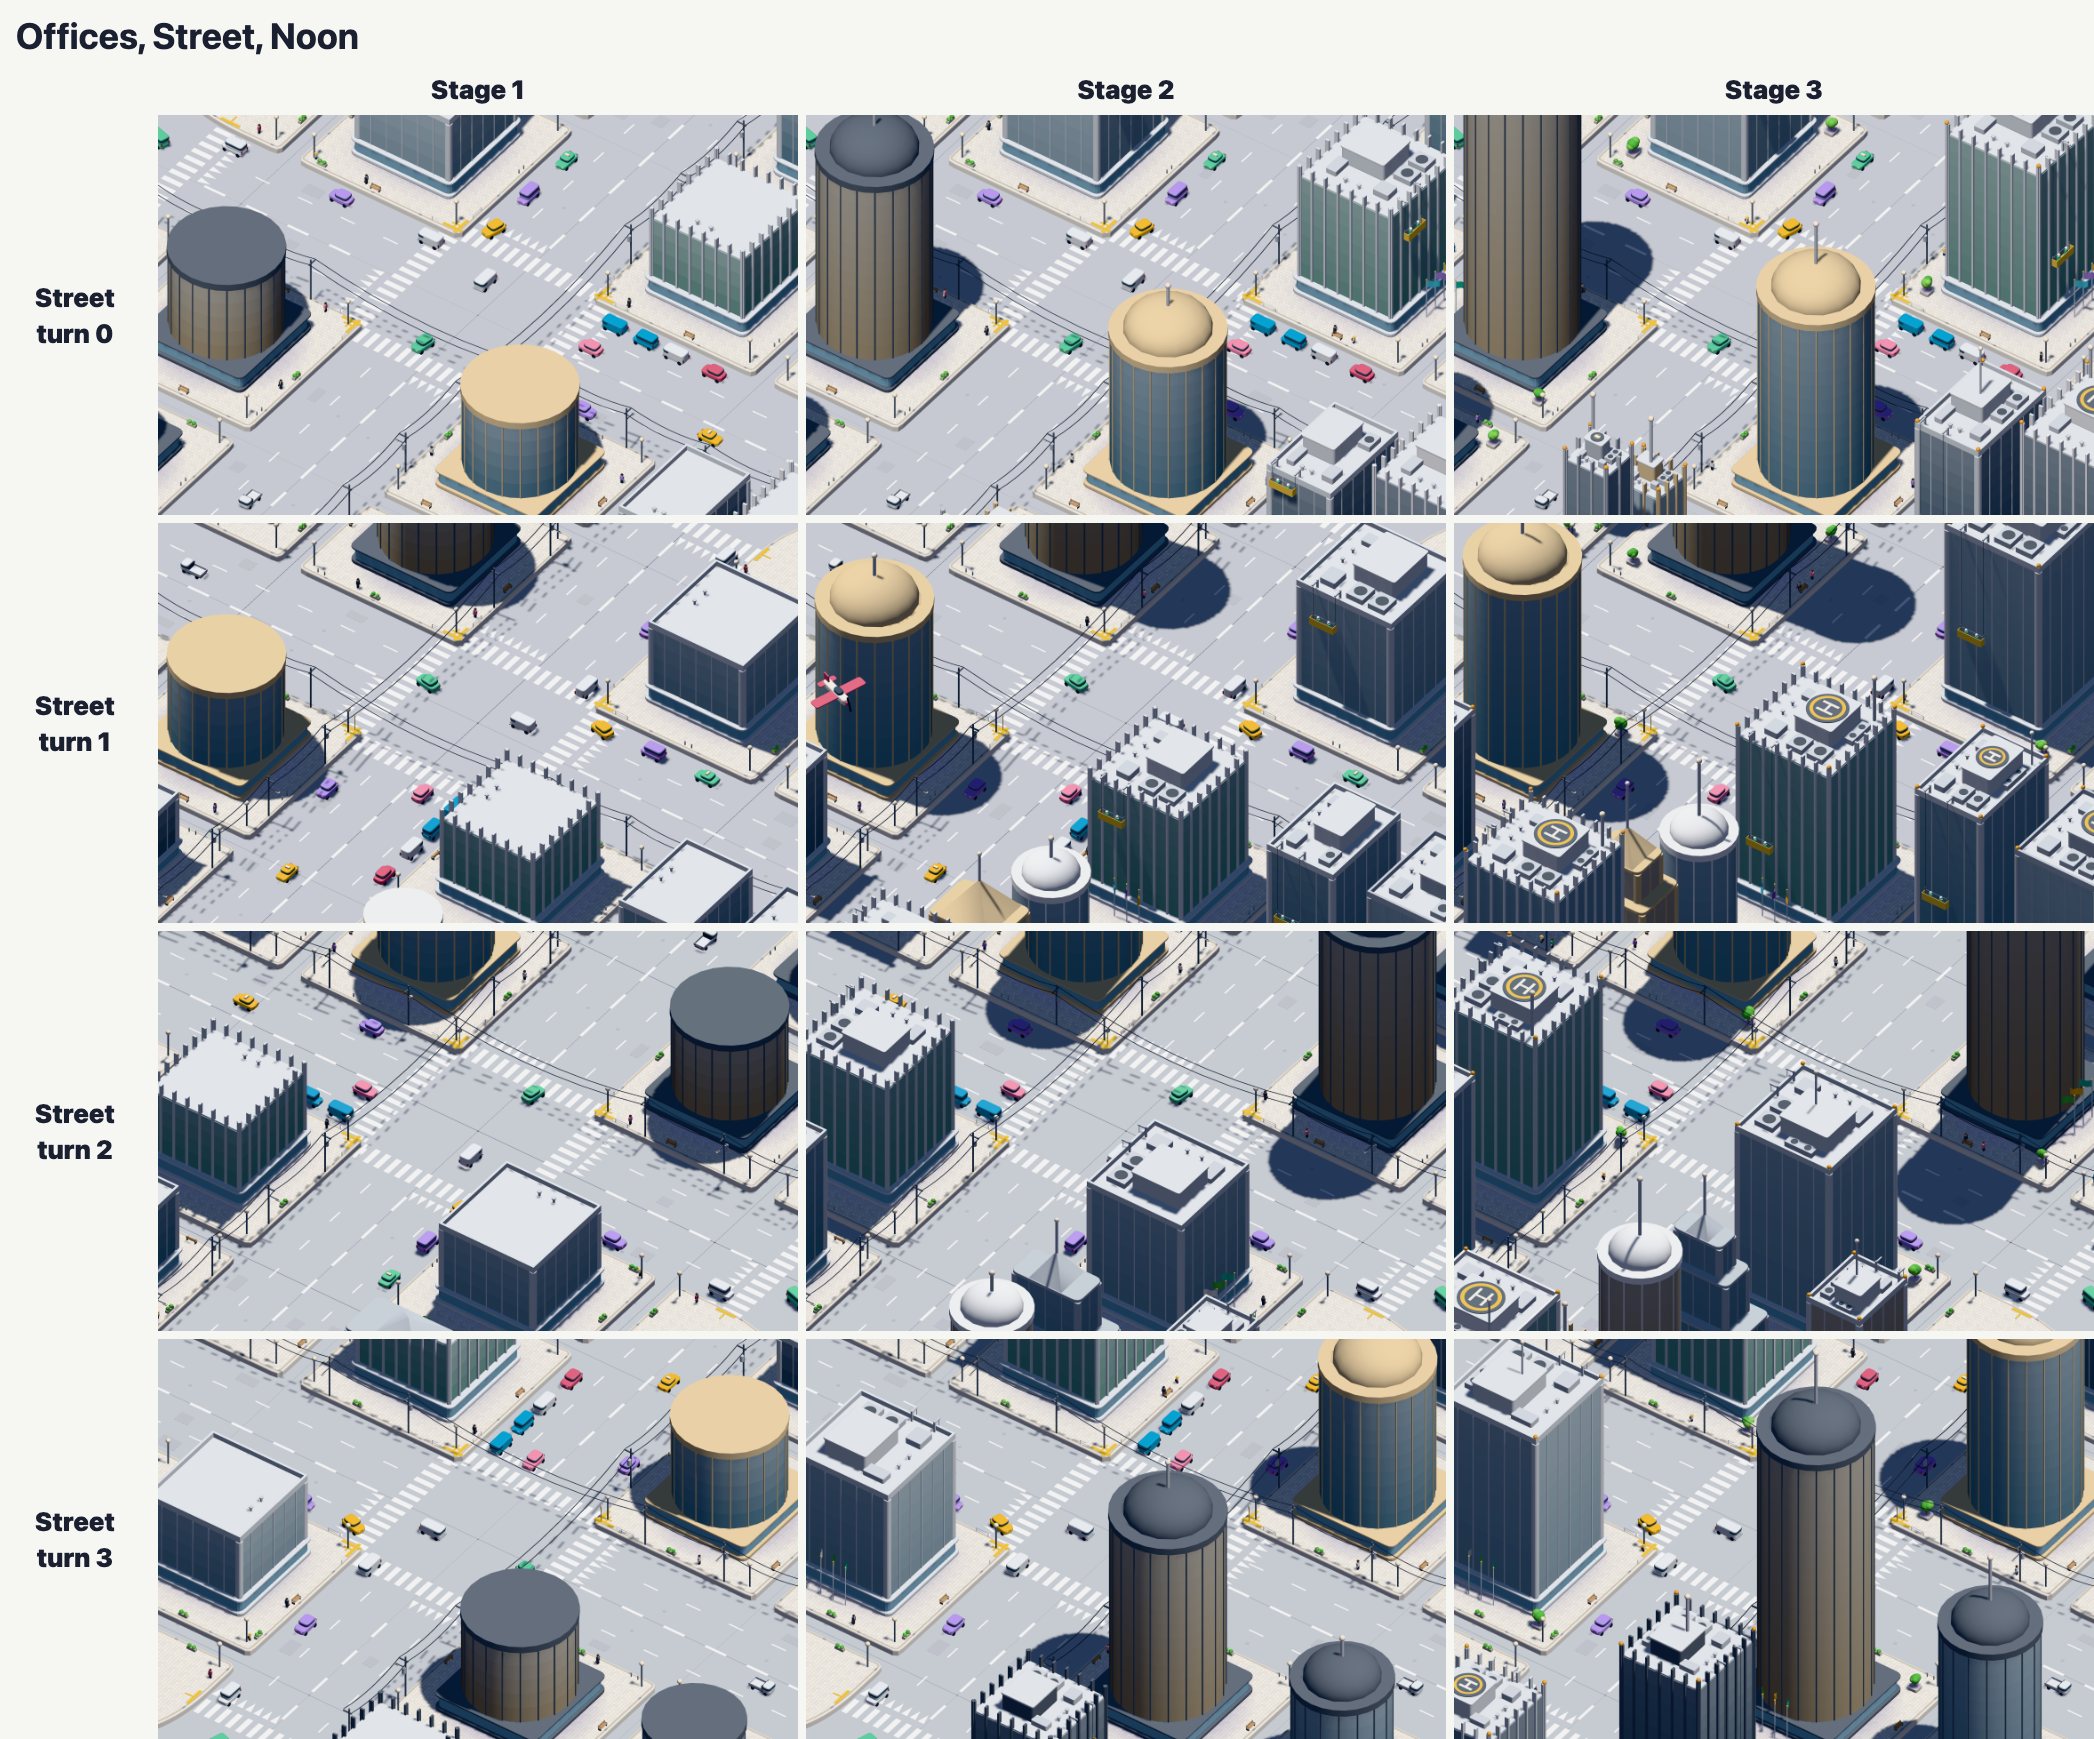 Offices, Street, Noon
Stage 1
Stage 2
Stage 3
Street
turn 0
Street
turn 1
H
H
H
Street
turn 2
H
H
Street
turn 3
H